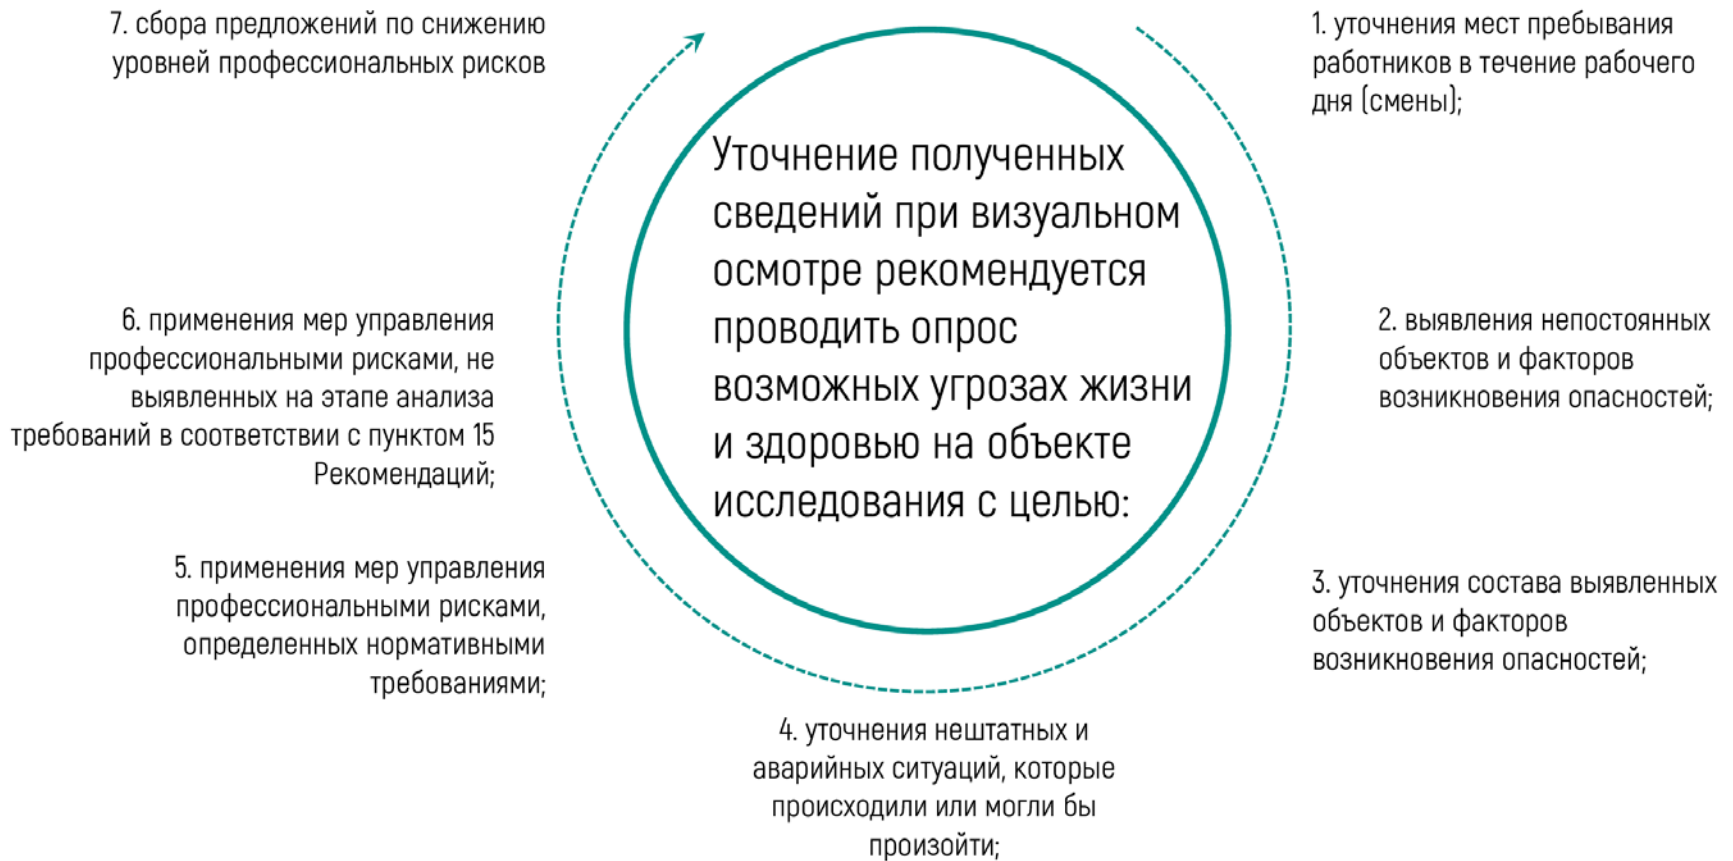 Уточнение полученных
сведений при визуальном
осмотре рекомендуется
проводить опрос
возможных угрозах жизни
и здоровью на объекте
исследования с целью:
1. уточнения мест пребывания
работников в течение рабочего
дня (смены);
2. выявления непостоянных
объектов и факторов
возникновения опасностей;
3. уточнения состава выявленных
объектов и факторов
возникновения опасностей;
4. уточнения нештатных и
аварийных ситуаций, которые
происходили или могли бы
произойти;
5. применения мер управления
профессиональными рисками,
определенных нормативными
требованиями;
6. применения мер управления
профессиональными рисками, не
выявленных на этапе анализа
требований в соответствии с пунктом 15
Рекомендаций;
7. сбора предложений по снижению
уровней профессиональных рисков